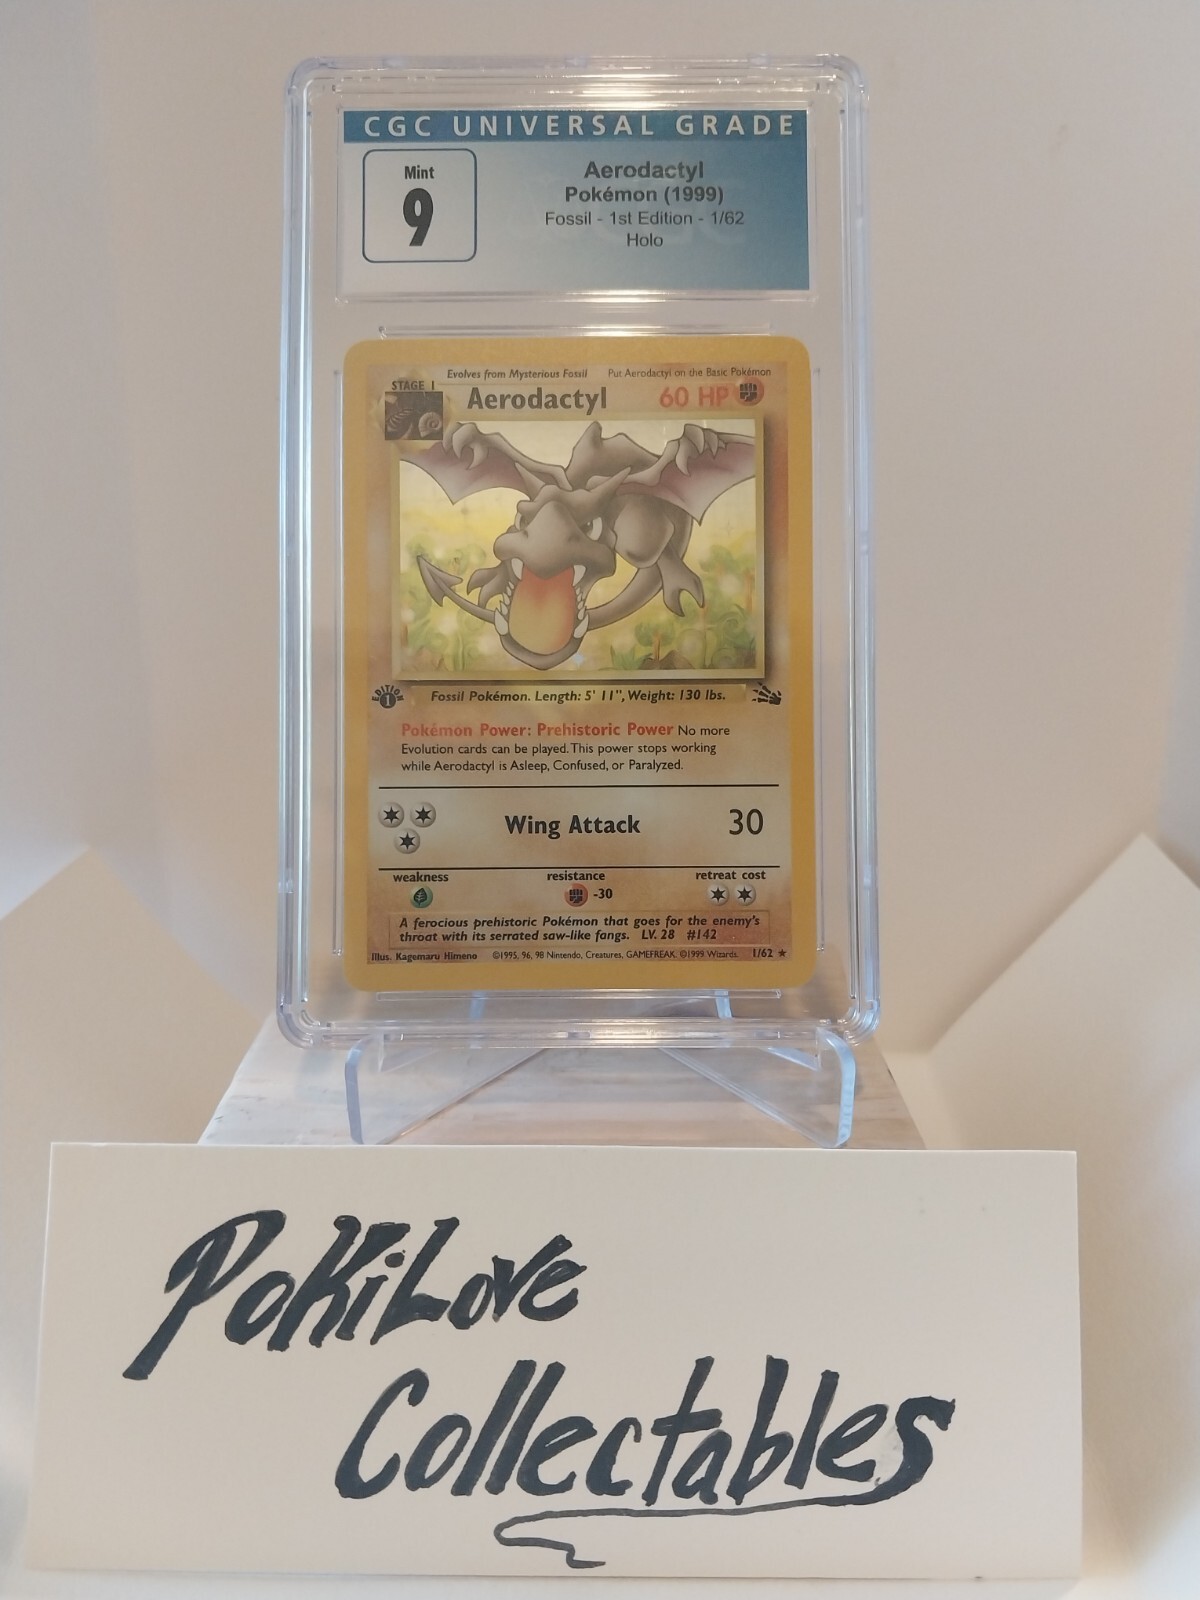 CGC UNIVERSAL GRADE
Mint
9
Aerodactyl
Pokémon (1999)
Fossil - 1st Edition - 1/62
Holo
Evolves from Mysterious Fossil Put Aerodactyl on the Basic Pokémon
STAGE 1
Aerodactyl 60 HP
EDITION
1
Fossil Pokémon. Length: 5' 11", Weight: 130 lbs.
Pokémon Power: Prehistoric Power No more
Evolution cards can be played. This power stops working
while Aerodactyl is Asleep, Confused, or Paralyzed.
Wing Attack 30
weakness resistance retreat cost
-30
A ferocious prehistoric Pokémon that goes for the enemy's
throat with its serrated saw-like fangs. LV. 28 #142
Illus. Kagemaru Himeno ©1995, 96, 98 Nintendo, Creatures, GAMEFREAK. ©1999 Wizards. 1/62 ★
PoKiLove
Collectables